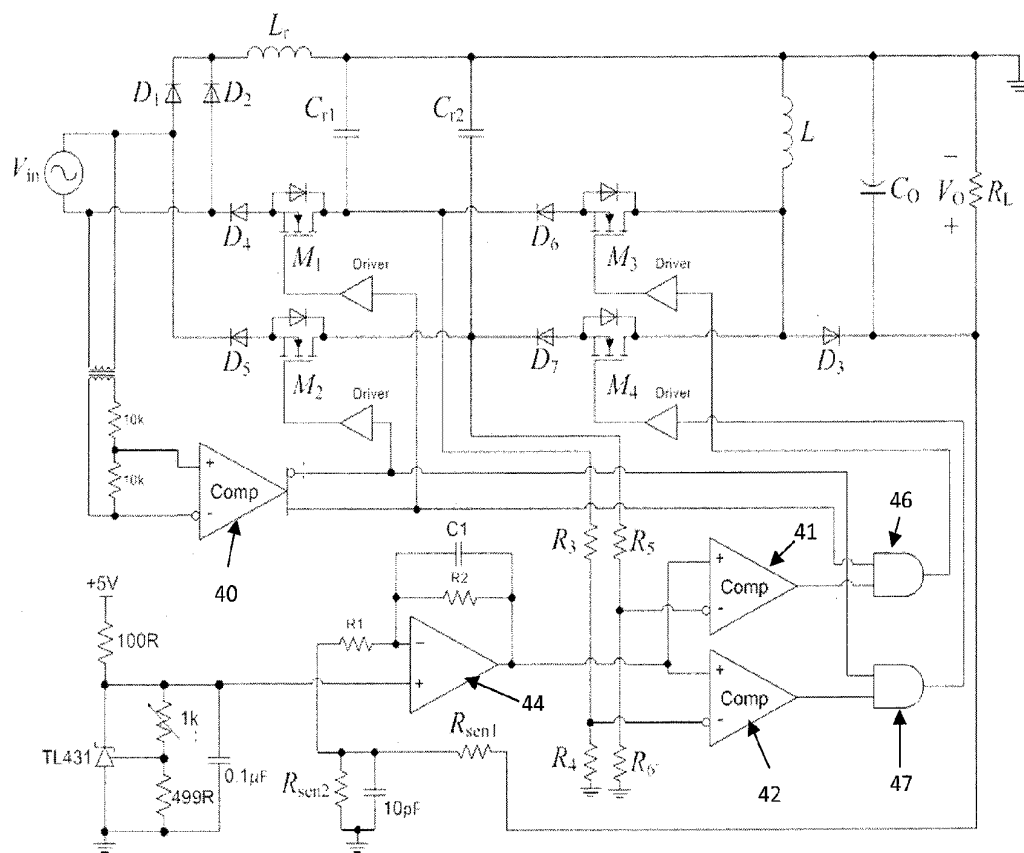 Lr
D1
D2
Cr1
Cr2
L
Vin
CO
−
VO
+
RL
D4
M1
D6
M3
Driver
Driver
D5
M2
D7
M4
D3
Driver
Driver
10k
10k
+
Comp
-
40
46
41
R3
R5
+
Comp
-
C1
R2
R1
+5V
100R
−
+
44
+
Comp
-
42
47
1k
TL431
0.1μF
499R
Rsen1
Rsen2
10pF
R4
R6